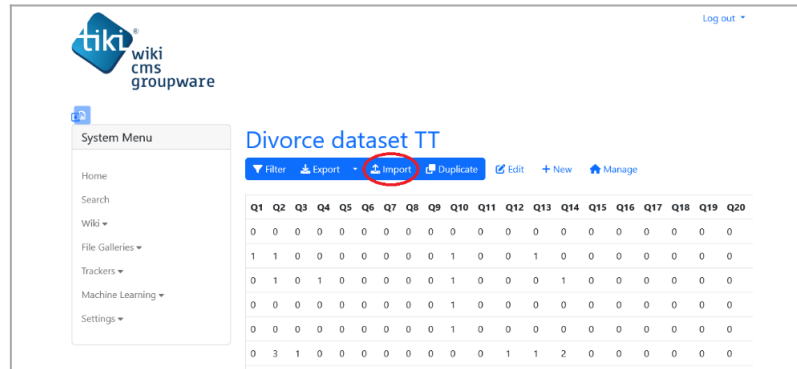 Log out
tiki
wiki
cms
groupware
System Menu
Home
Search
Wiki
File Galleries
Trackers
Machine Learning
Settings
Divorce dataset TT
Filter Export Import Duplicate Edit + New Manage
Q1 Q2 Q3 Q4 Q5 Q6 Q7 Q8 Q9 Q10 Q11 Q12 Q13 Q14 Q15 Q16 Q17 Q18 Q19 Q20
0 0 0 0 0 0 0 0 0 0 0 0 0 0 0 0 0 0 0 0
1 1 0 0 0 0 0 0 0 1 0 0 1 0 0 0 0 0 0 0
0 1 0 1 0 0 0 0 0 1 0 0 0 1 0 0 0 0 0 0
0 0 0 0 0 0 0 0 0 1 0 0 0 0 0 0 0 0 0 0
0 0 0 0 0 0 0 0 0 1 0 0 0 0 0 0 0 0 0 0
0 3 1 0 0 0 0 0 0 0 0 1 1 2 0 0 0 0 0 0